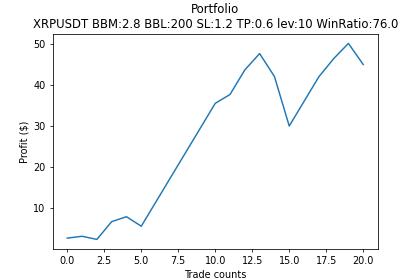 Portfolio
XRPUSDT BBM:2.8 BBL:200 SL:1.2 TP:0.6 lev:10 WinRatio:76.0
50
40
30
20
10
Profit ($)
0.0 2.5 5.0 7.5 10.0 12.5 15.0 17.5 20.0
Trade counts